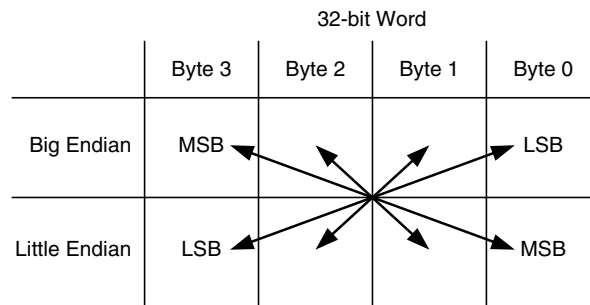 32-bit Word
Byte 3 Byte 2 Byte 1 Byte 0
Big Endian MSB LSB
Little Endian LSB MSB